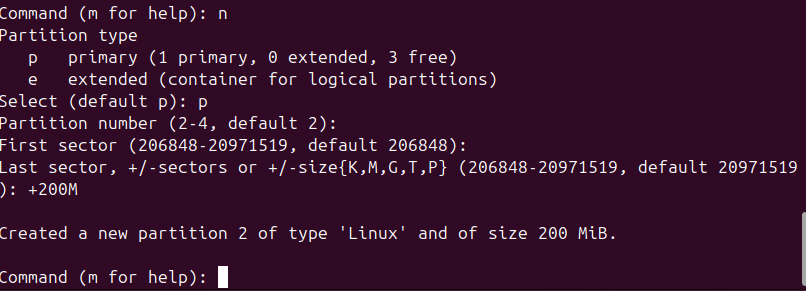 Command (m for help): n
Partition type
   p   primary (1 primary, 0 extended, 3 free)
   e   extended (container for logical partitions)
Select (default p): p
Partition number (2-4, default 2):
First sector (206848-20971519, default 206848):
Last sector, +/-sectors or +/-size{K,M,G,T,P} (206848-20971519, default 20971519
): +200M

Created a new partition 2 of type 'Linux' and of size 200 MiB.

Command (m for help):